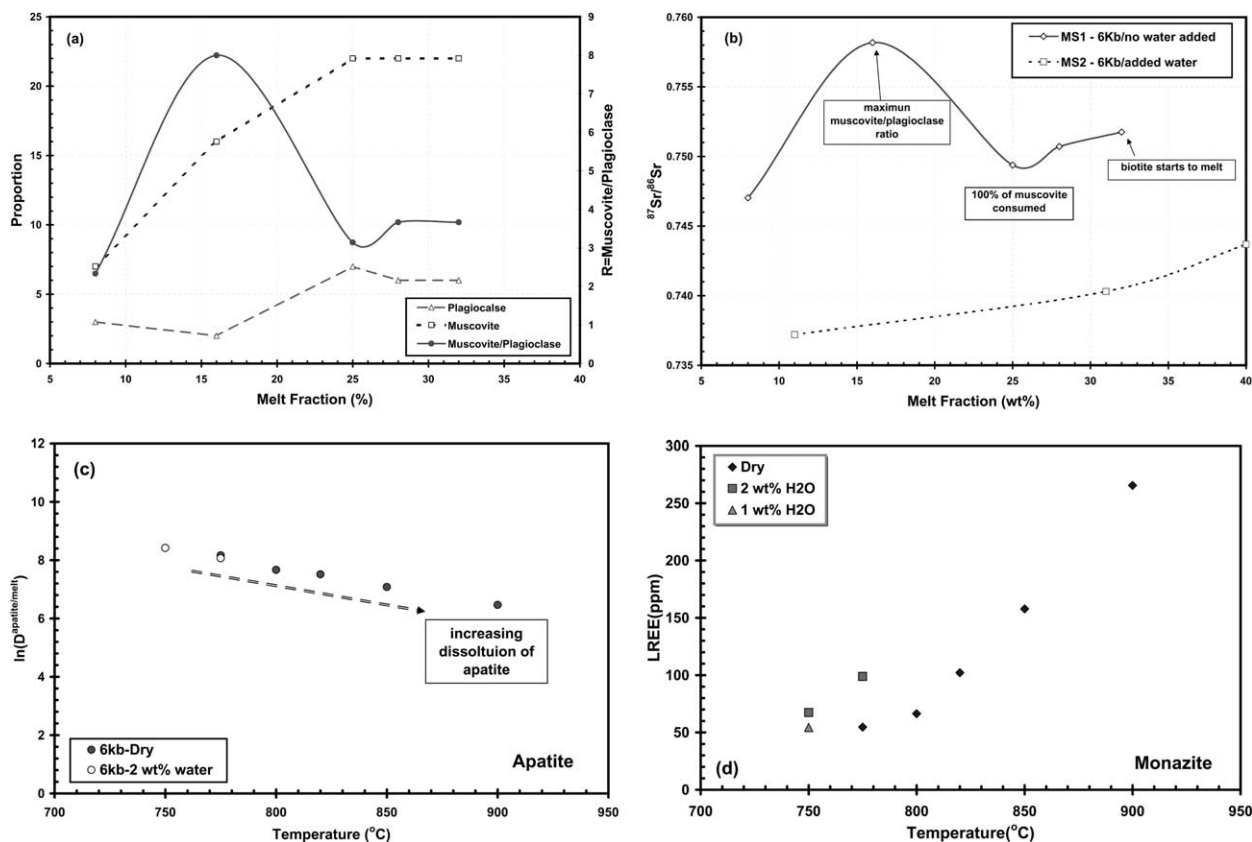 (a)
25
20
15
10
5
0
Proportion
9
8
7
6
5
4
3
2
1
0
R=Muscovite/Plagioclase
Plagiocalse
Muscovite
Muscovite/Plagioclase
5 10 15 20 25 30 35 40
Melt Fraction (%)
(b)
0.760
0.755
0.750
0.745
0.740
0.735
87Sr/86Sr
MS1 - 6Kb/no water added
MS2 - 6Kb/added water
maximun
muscovite/plagioclase
ratio
biotite starts to melt
100% of muscovite
consumed
5 10 15 20 25 30 35 40
Melt Fraction (wt%)
(c)
12
10
8
6
4
2
0
ln(Dapatite/melt)
increasing
dissoltuion of
apatite
6kb-Dry
6kb-2 wt% water
Apatite
700 750 800 850 900 950
Temperature (oC)
300
250
200
150
100
50
0
LREE(ppm)
Dry
2 wt% H2O
1 wt% H2O
(d)
Monazite
700 750 800 850 900 950
Temperature(oC)